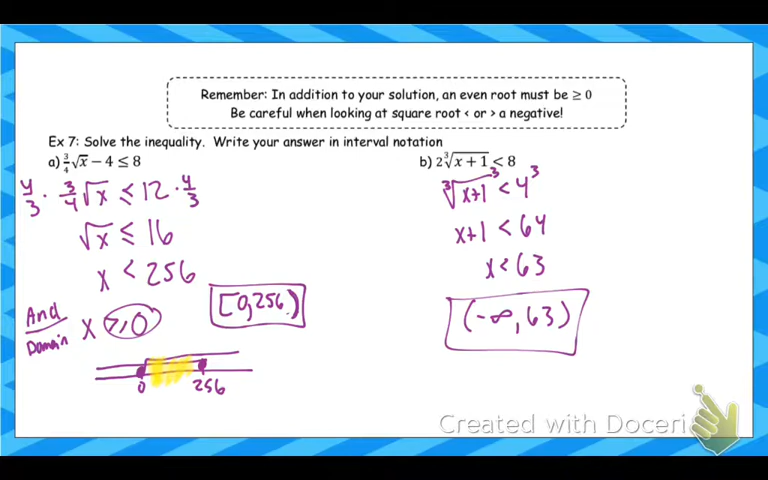 Remember: In addition to your solution, an even root must be ≥ 0
Be careful when looking at square root < or > a negative!
Ex 7: Solve the inequality. Write your answer in interval notation
a) 3/4 √x − 4 ≤ 8
4/3 · 3/4 √x ≤ 12 · 4/3
√x ≤ 16
x < 256
And
Domain
x ≥ 0
[0,256)
0 256
b) 2∛(x + 1) < 8
∛(x+1)³ < 4³
x+1 < 64
x < 63
(-∞, 63)
Created with Doceri